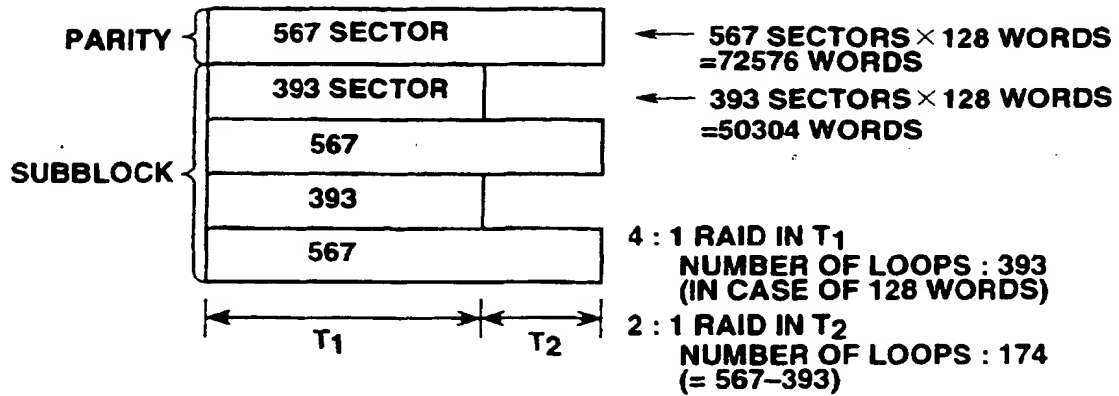 PARITY
567 SECTOR
← 567 SECTORS×128 WORDS
=72576 WORDS
393 SECTOR
← 393 SECTORS×128 WORDS
=50304 WORDS
SUBBLOCK
567
393
567
T1
T2
4 : 1 RAID IN T1
NUMBER OF LOOPS : 393
(IN CASE OF 128 WORDS)
2 : 1 RAID IN T2
NUMBER OF LOOPS : 174
(= 567–393)